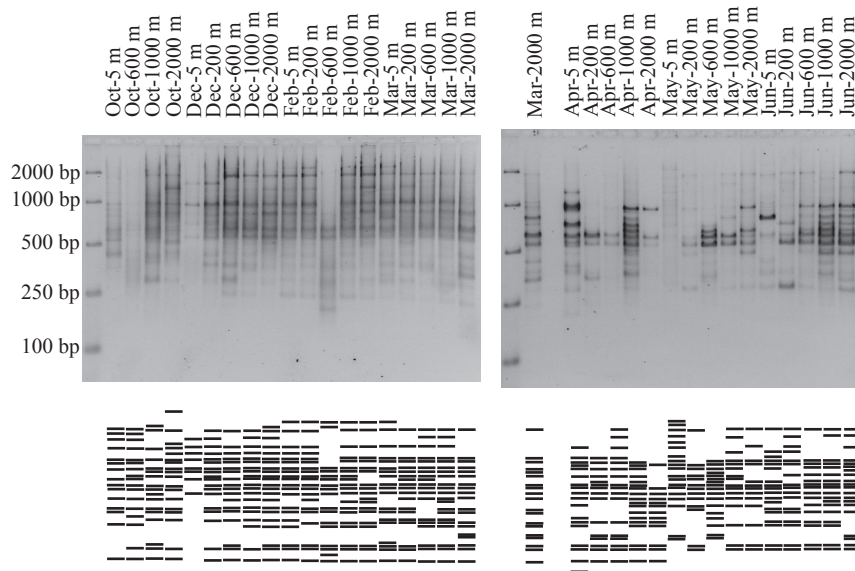 Oct-5 m
Oct-600 m
Oct-1000 m
Oct-2000 m
Dec-5 m
Dec-200 m
Dec-600 m
Dec-1000 m
Dec-2000 m
Feb-5 m
Feb-200 m
Feb-600 m
Feb-1000 m
Feb-2000 m
Mar-5 m
Mar-200 m
Mar-600 m
Mar-1000 m
Mar-2000 m
Mar-2000 m
Apr-5 m
Apr-200 m
Apr-600 m
Apr-1000 m
Apr-2000 m
May-5 m
May-200 m
May-600 m
May-1000 m
May-2000 m
Jun-5 m
Jun-200 m
Jun-600 m
Jun-1000 m
Jun-2000 m
2000 bp
1000 bp
500 bp
250 bp
100 bp